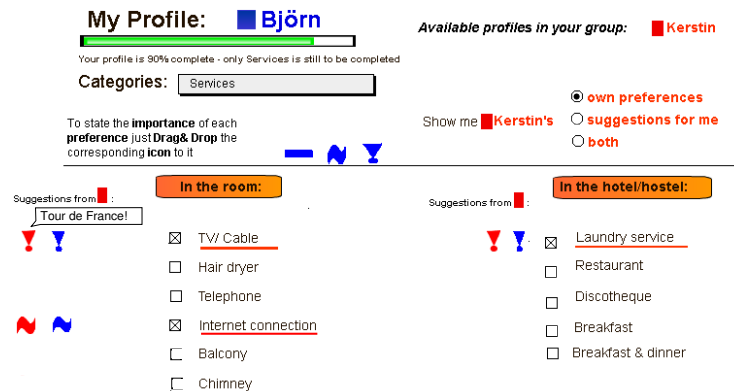 My Profile: Björn
Available profiles in your group: Kerstin
Your profile is 90% complete - only Services is still to be completed
Categories: Services
To state the importance of each
preference just Drag& Drop the
corresponding icon to it
Show me Kerstin's
own preferences
suggestions for me
both
Suggestions from :
In the room:
Tour de France!
TV/ Cable
Hair dryer
Telephone
Internet connection
Balcony
Chimney
Suggestions from :
In the hotel/hostel:
Laundry service
Restaurant
Discotheque
Breakfast
Breakfast & dinner